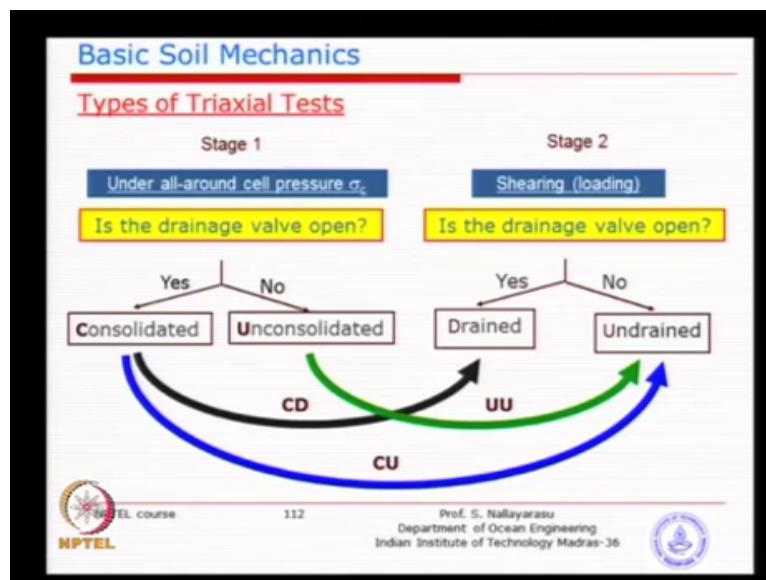 Basic Soil Mechanics
Types of Triaxial Tests
Stage 1
Stage 2
Under all-around cell pressure σc
Shearing (loading)
Is the drainage valve open?
Is the drainage valve open?
Yes
No
Yes
No
Consolidated
Unconsolidated
Drained
Undrained
CD
UU
CU
NPTEL course
112
Prof. S. Nallayarasu
Department of Ocean Engineering
Indian Institute of Technology Madras-36
NPTEL